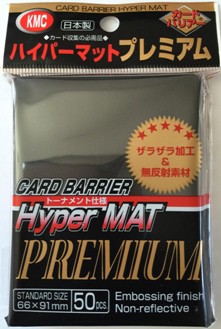 CARD BARRIER HYPER MAT
KMC
日本製
◆カード収集の必需品◆
ハイパーマットプレミアム
★★★★★
ザラザラ加工
&無反射素材
CARD BARRIER
トーナメント仕様
Hyper MAT
PREMIUM
STANDARD SIZE
66×91mm
50PCS
Embossing finish
Non-reflective